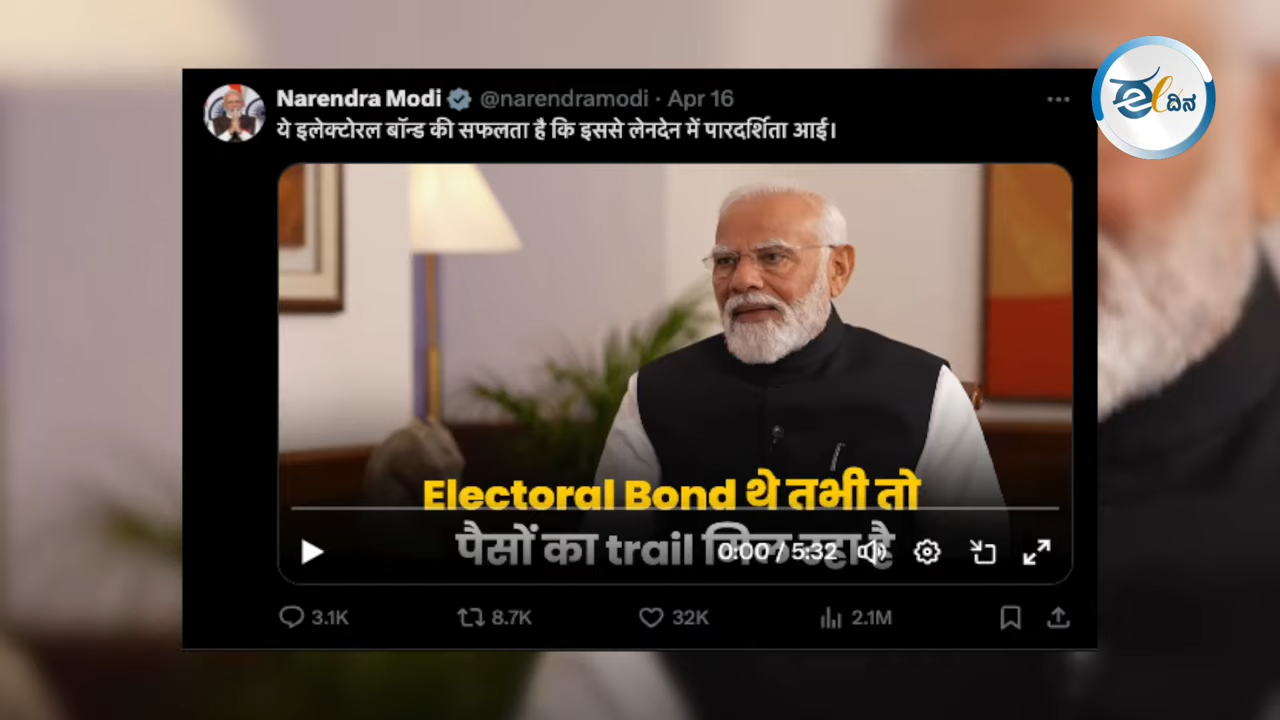 Narendra Modi @narendramodi · Apr 16
ये इलेक्टोरल बॉन्ड की सफलता है कि इससे लेनदेन में पारदर्शिता आई।
ಈ ದಿನ
Electoral Bond थे तभी तो
पैसों का trail मिल रहा है
0:00 / 5:32
3.1K 8.7K 32K 2.1M